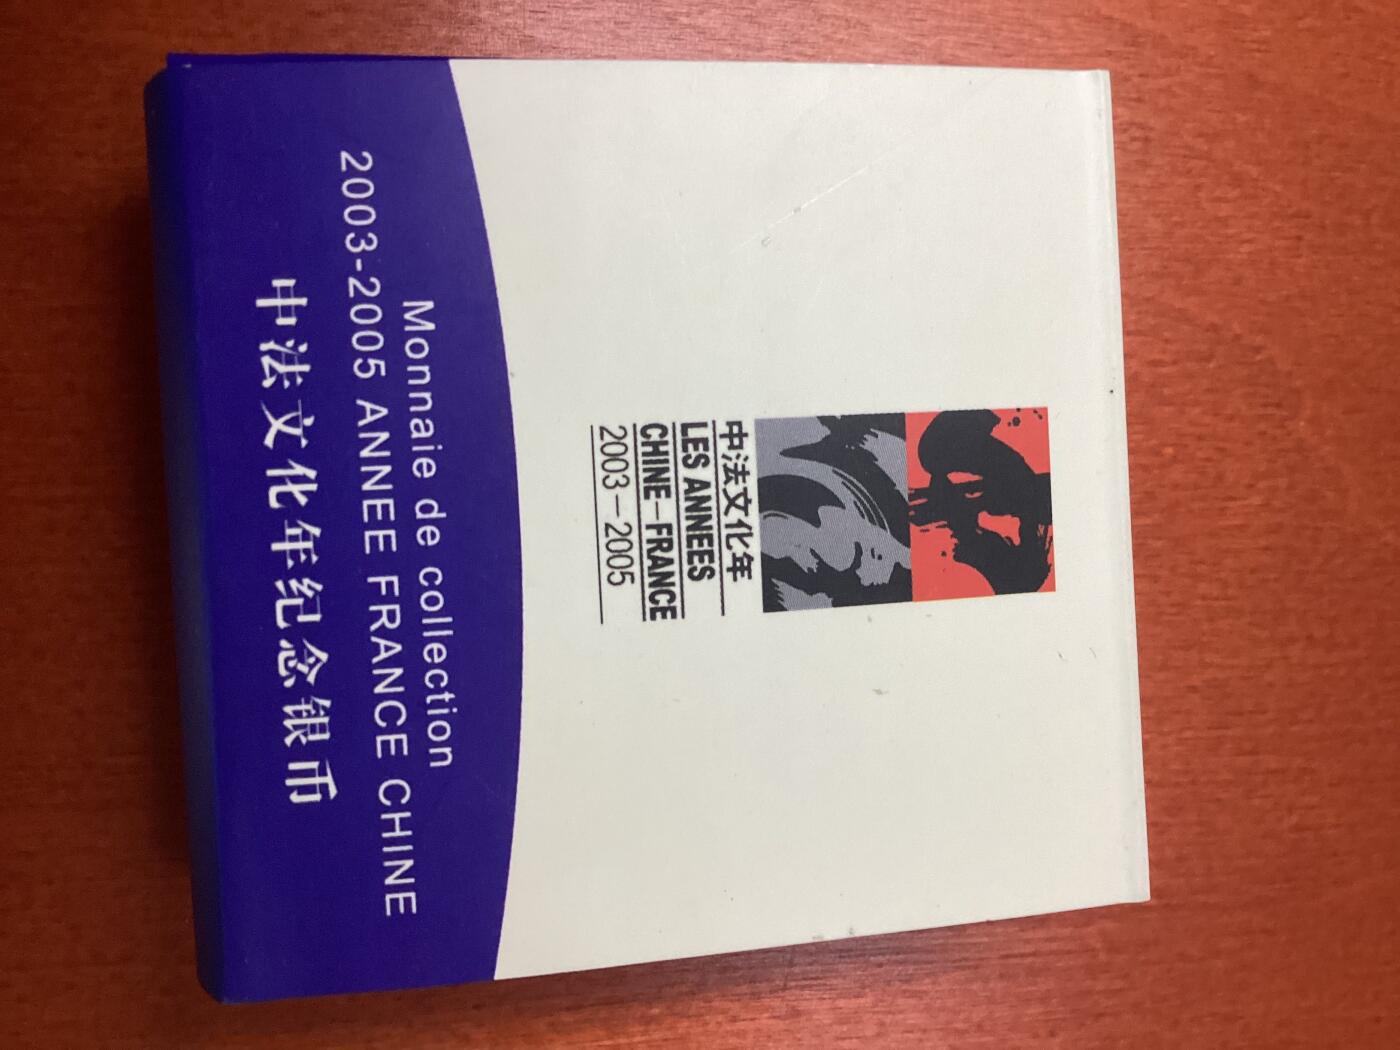 中法文化年
LES ANNEES
CHINE—FRANCE
2003—2005
Monnaie de collection
2003-2005 ANNEE FRANCE CHINE
中法文化年纪念银币